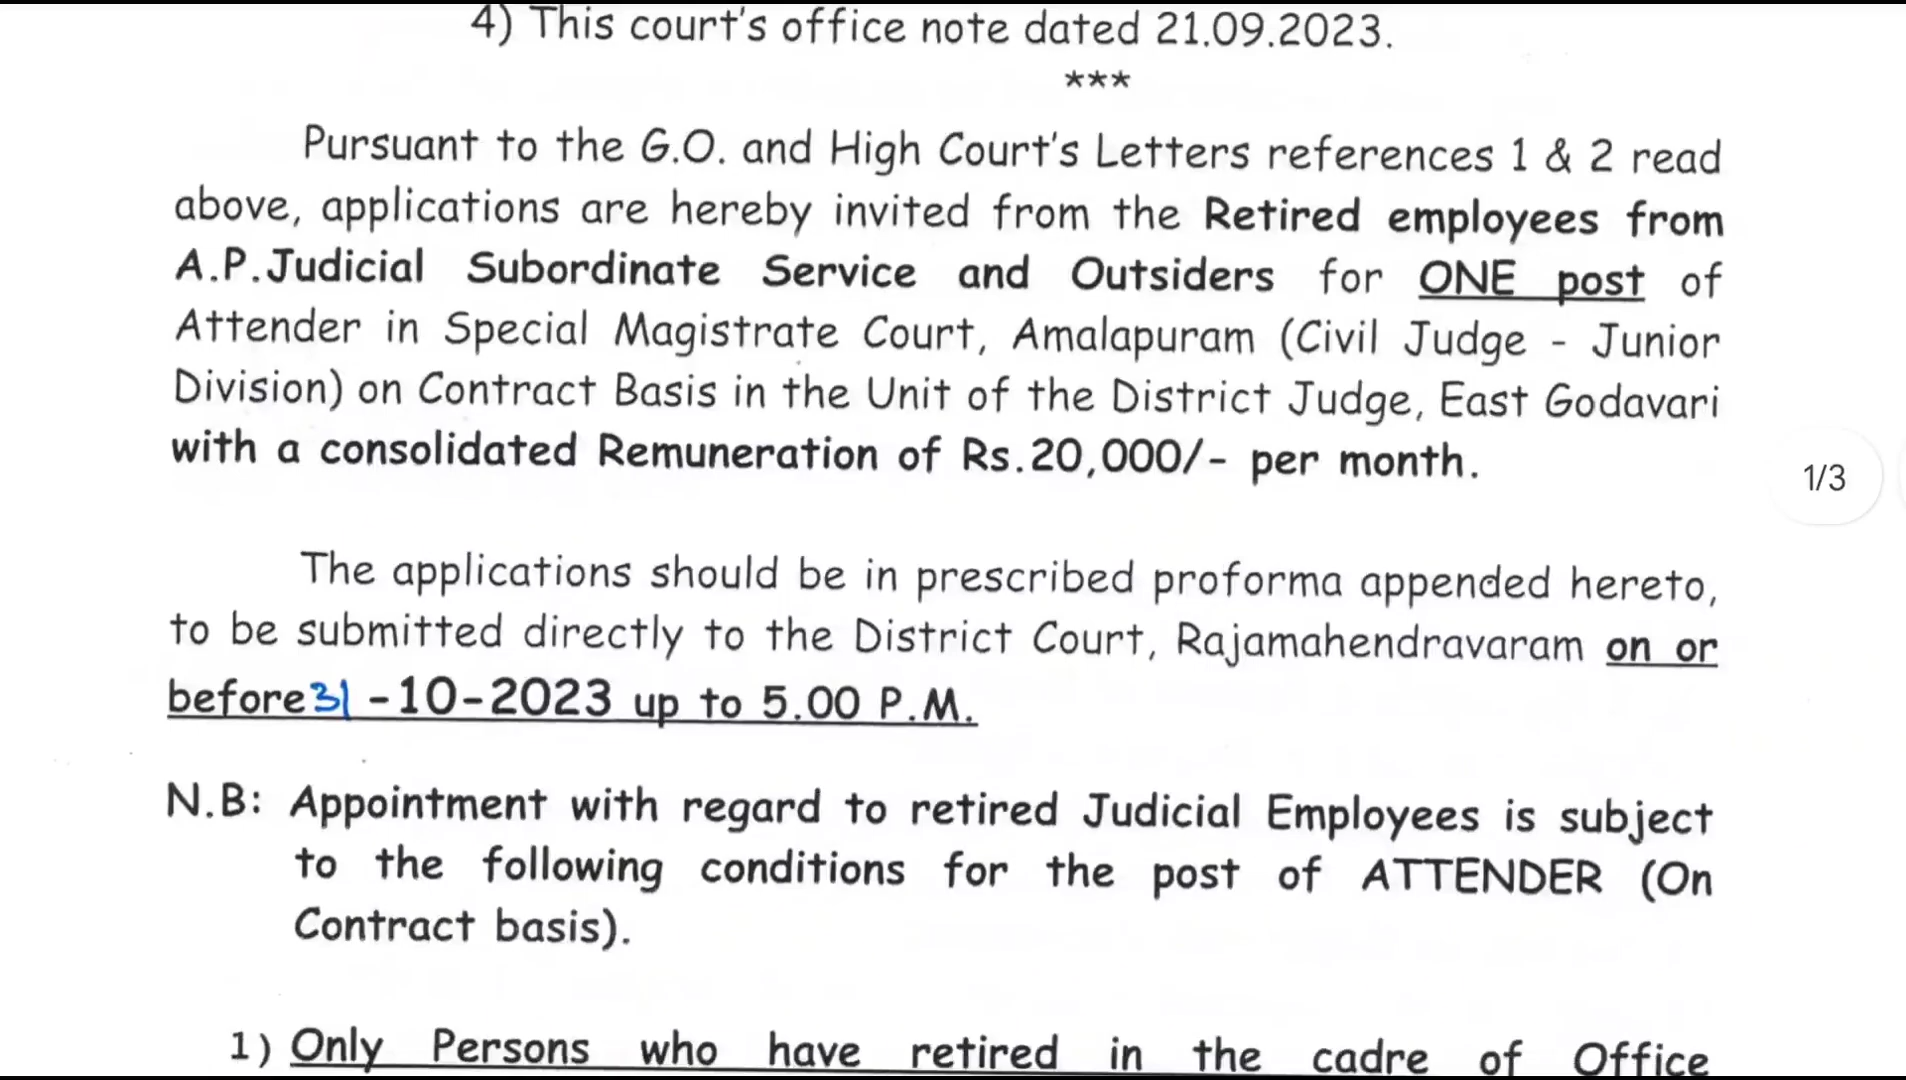 4) This court's office note dated 21.09.2023.
***
Pursuant to the G.O. and High Court's Letters references 1 & 2 read
above, applications are hereby invited from the Retired employees from
A.P.Judicial Subordinate Service and Outsiders for ONE post of
Attender in Special Magistrate Court, Amalapuram (Civil Judge - Junior
Division) on Contract Basis in the Unit of the District Judge, East Godavari
with a consolidated Remuneration of Rs.20,000/- per month.
1/3
The applications should be in prescribed proforma appended hereto,
to be submitted directly to the District Court, Rajamahendravaram on or
before 31 -10-2023 up to 5.00 P.M.
N.B: Appointment with regard to retired Judicial Employees is subject
to the following conditions for the post of ATTENDER (On
Contract basis).
1) Only Persons who have retired in the cadre of Office